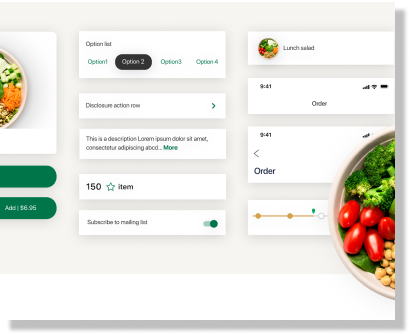 Option list
Option1 Option 2 Option3 Option 4
Disclosure action row
This is a description Lorem ipsum dolor sit amet,
consectetur adipiscing abcd... More
150 item
Subscribe to mailing list
Add | $6.95
Lunch salad
9:41
Order
9:41
Order